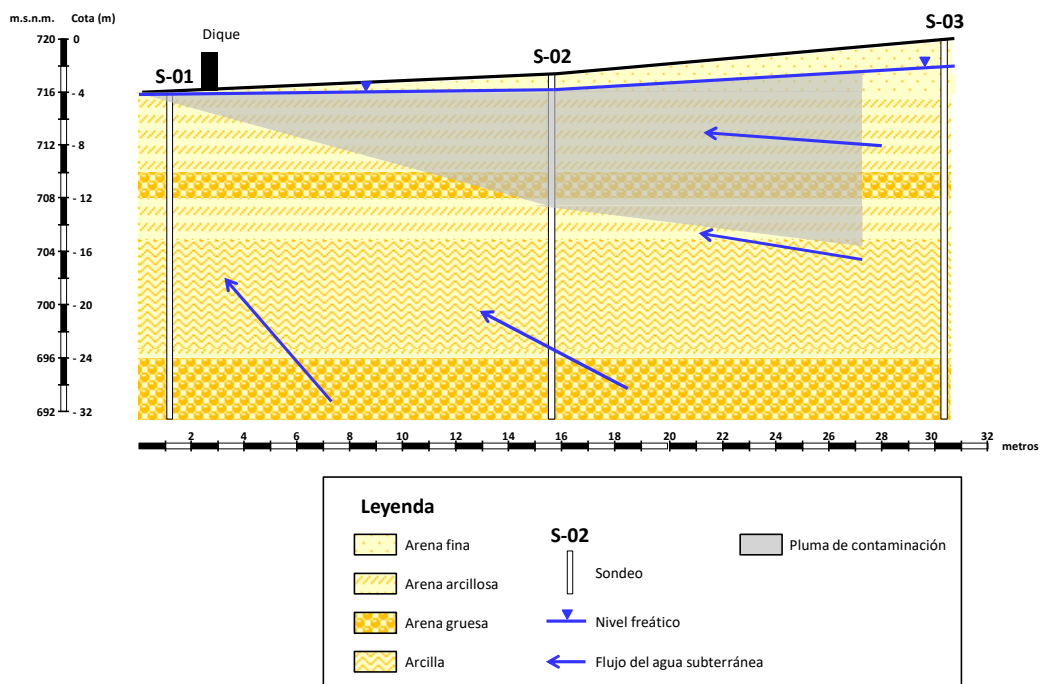 m.s.n.m. Cota (m)
S-03
720 0
Dique
S-02
S-01
716 - 4
712 - 8
708 - 12
704 - 16
700 - 20
696 - 24
692 - 32
2 4 6 8 10 12 14 16 18 20 22 24 26 28 30 32
metros
Leyenda
Arena fina
S-02
Pluma de contaminación
Sondeo
Arena arcillosa
Arena gruesa
Nivel freático
Arcilla
Flujo del agua subterránea